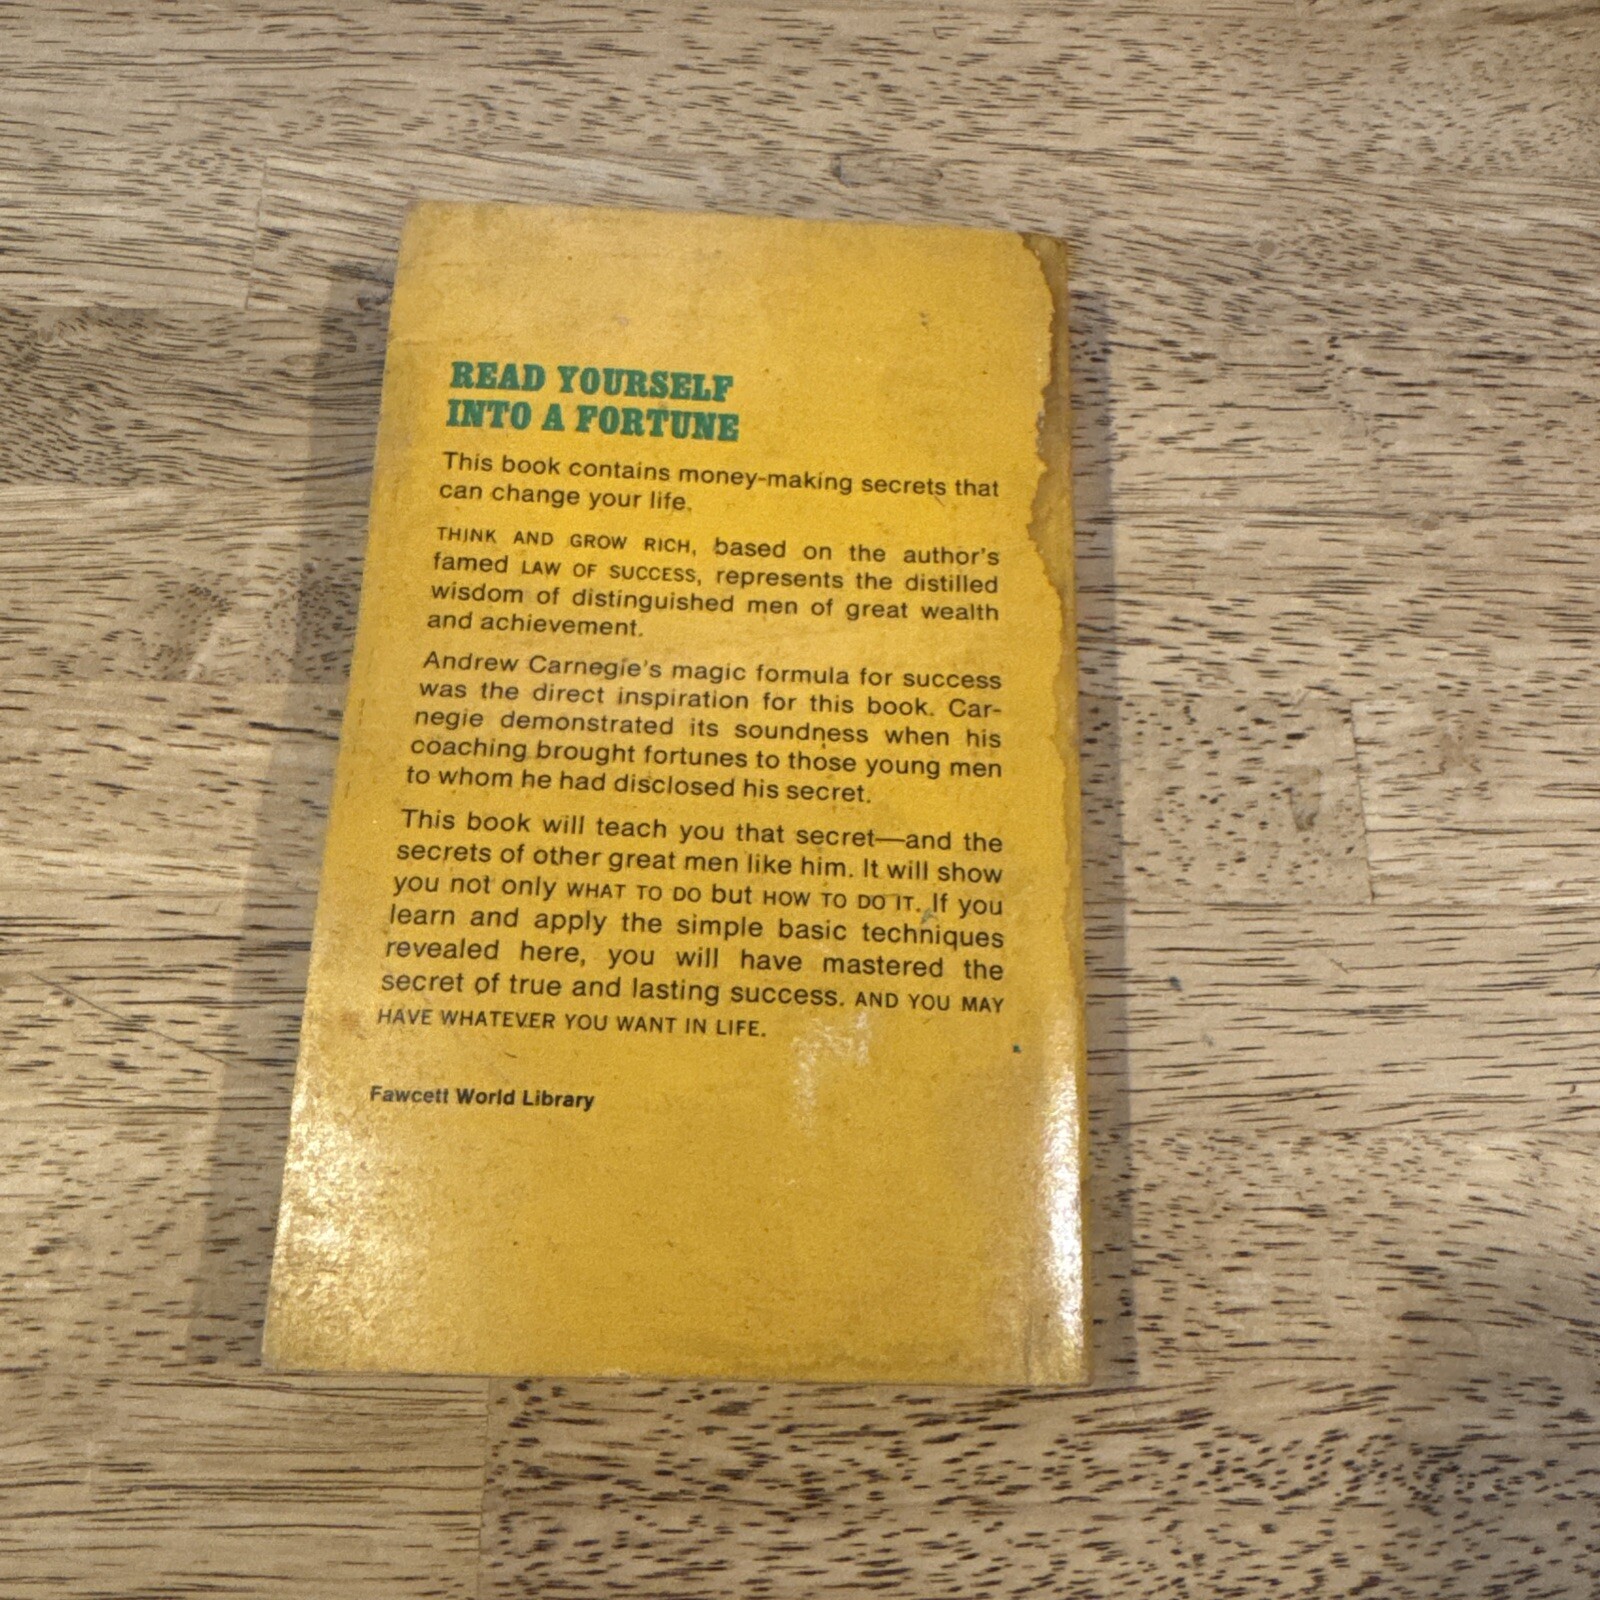 READ YOURSELF
INTO A FORTUNE
This book contains money-making secrets that
can change your life.
THINK AND GROW RICH, based on the author's
famed LAW OF SUCCESS, represents the distilled
wisdom of distinguished men of great wealth
and achievement.
Andrew Carnegie's magic formula for success
was the direct inspiration for this book. Car-
negie demonstrated its soundness when his
coaching brought fortunes to those young men
to whom he had disclosed his secret.
This book will teach you that secret—and the
secrets of other great men like him. It will show
you not only WHAT TO DO but HOW TO DO IT. If you
learn and apply the simple basic techniques
revealed here, you will have mastered the
secret of true and lasting success. AND YOU MAY
HAVE WHATEVER YOU WANT IN LIFE.
Fawcett World Library